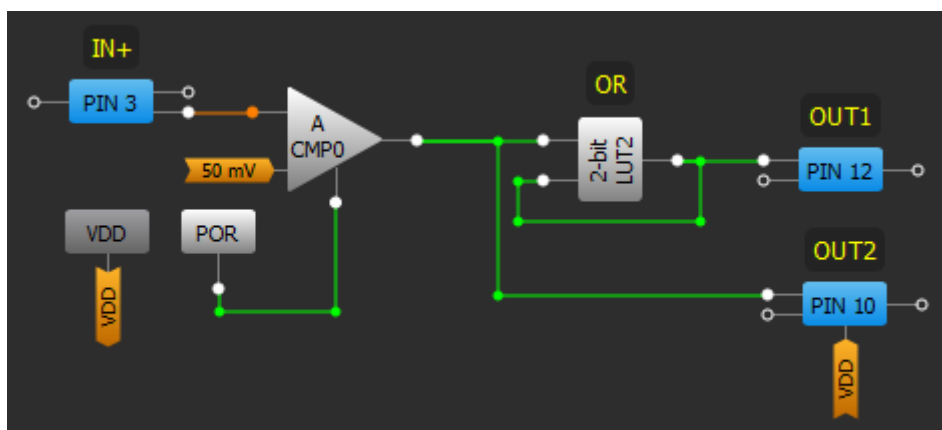 IN+
PIN 3
A
CMP0
50 mV
VDD
POR
VDD
OR
2-bit
LUT2
OUT1
PIN 12
OUT2
PIN 10
VDD